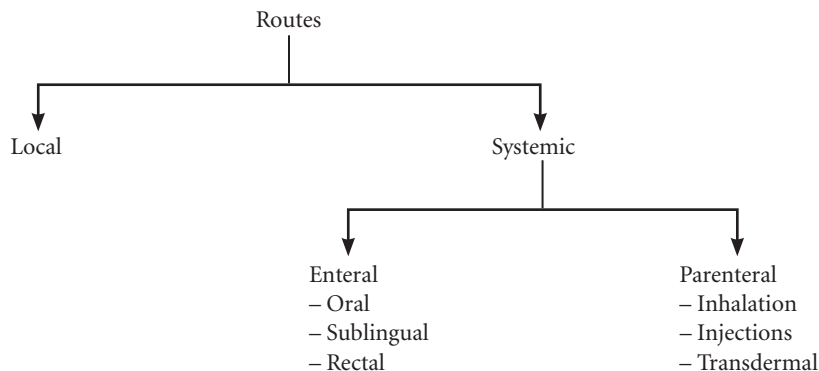 Routes
Local
Systemic
Enteral
– Oral
– Sublingual
– Rectal
Parenteral
– Inhalation
– Injections
– Transdermal